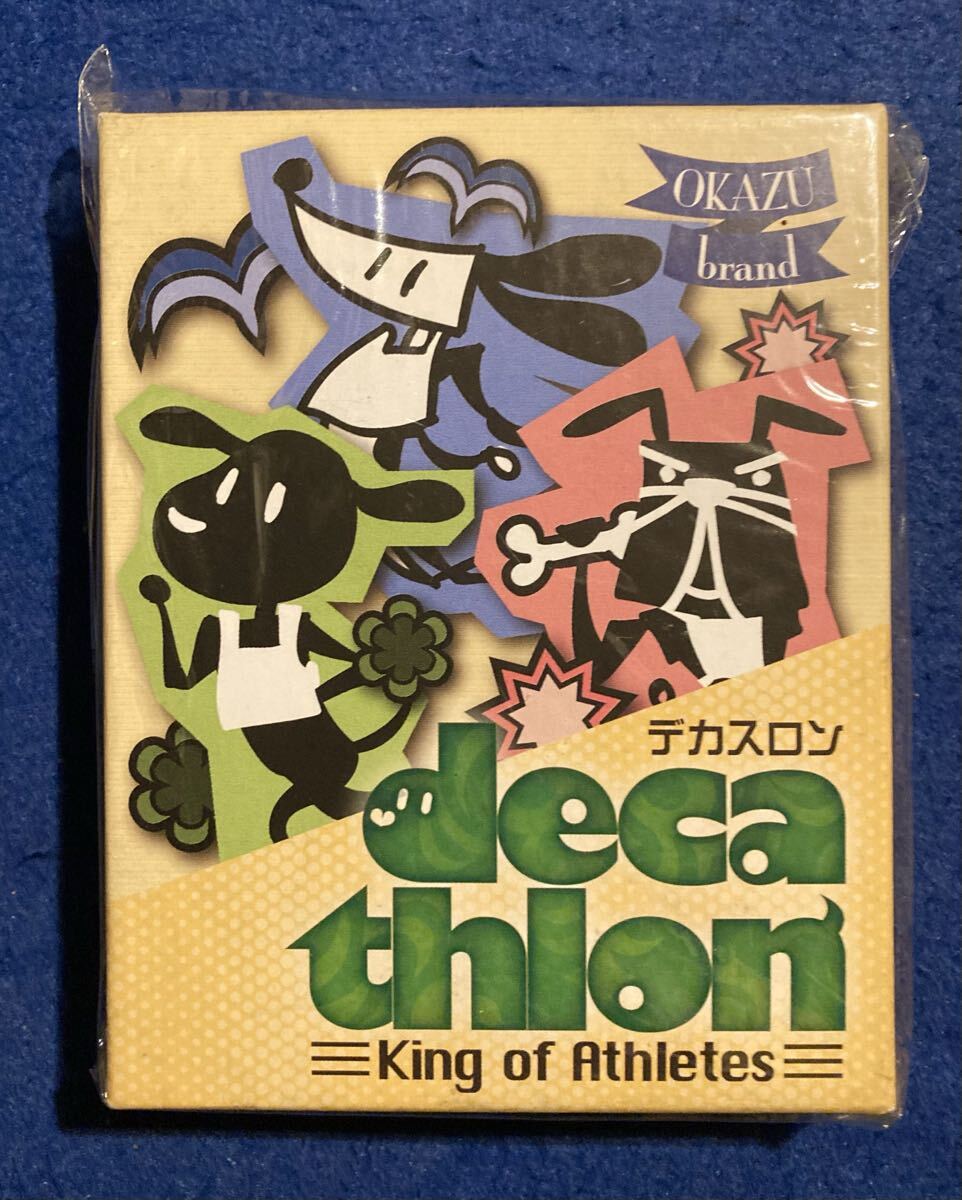 OKAZU
brand
デカスロン
deca
thlon
King of Athletes